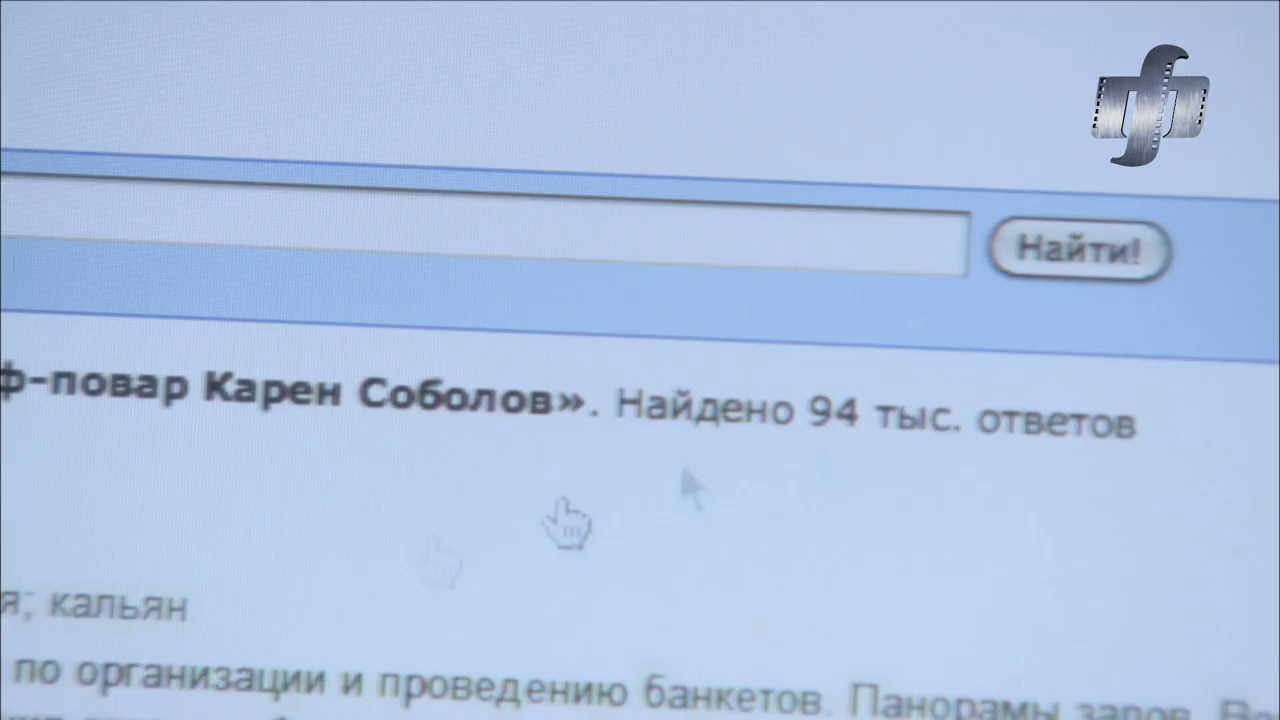 Найти!
ф-повар Карен Соболов». Найдено 94 тыс. ответов
я; кальян
по организации и проведению банкетов. Панорамы залов.